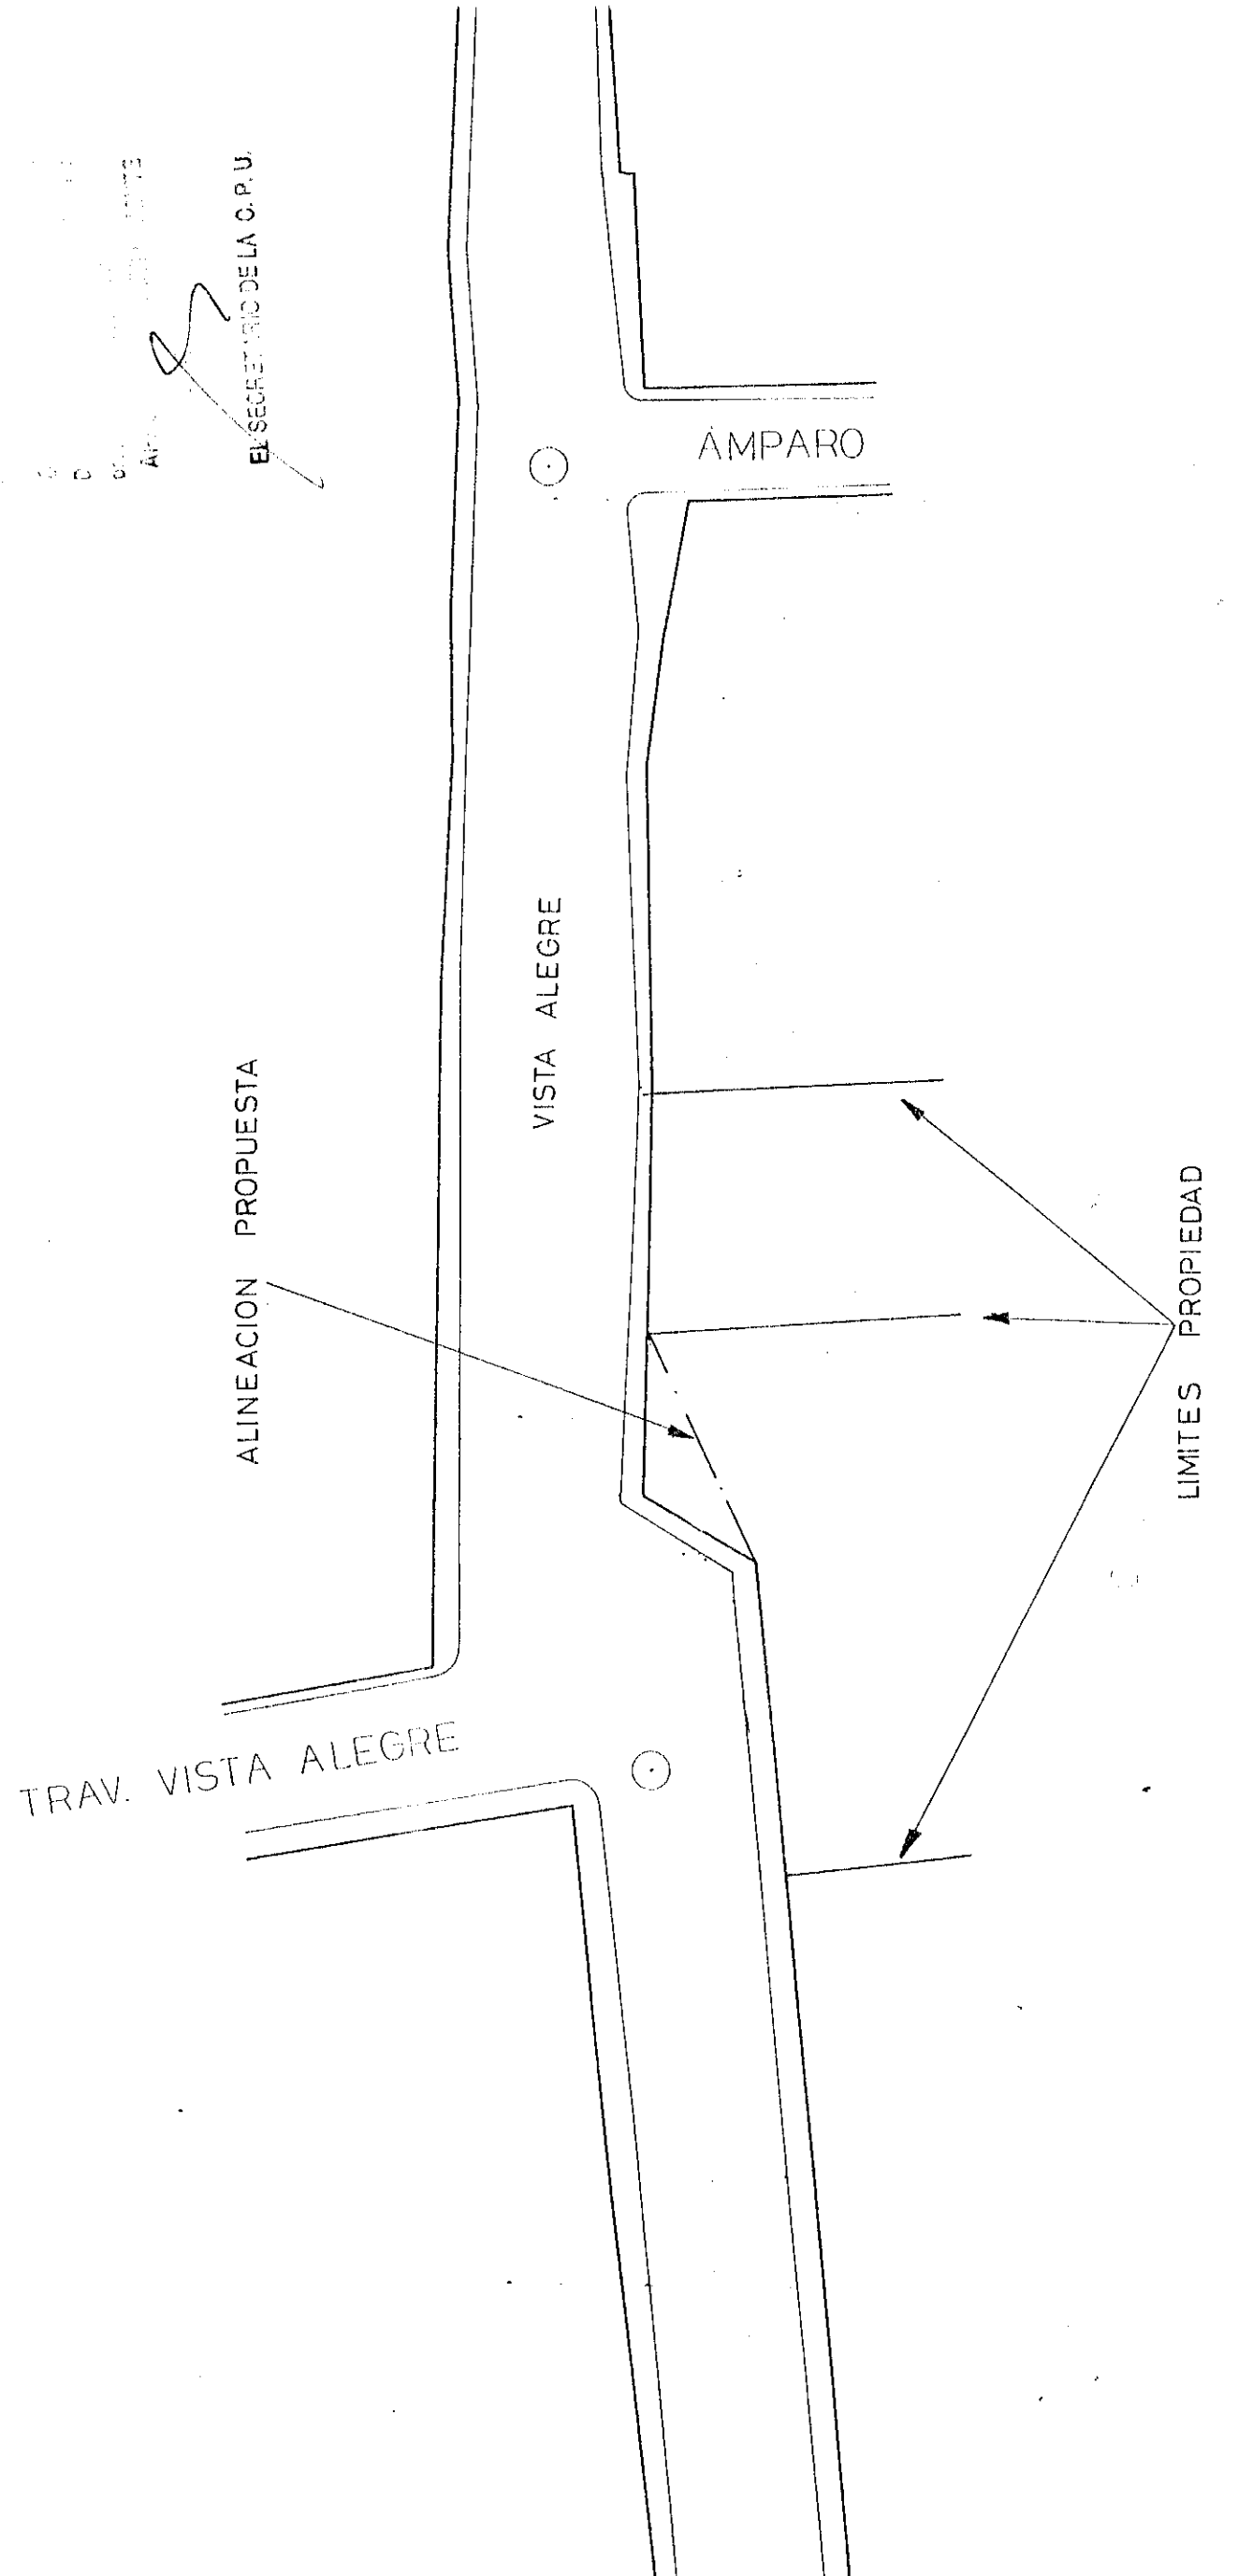 EL SECRETARIO DE LA C. P. U.
AMPARO
VISTA ALEGRE
ALINEACION PROPUESTA
LIMITES PROPIEDAD
TRAV. VISTA ALEGRE